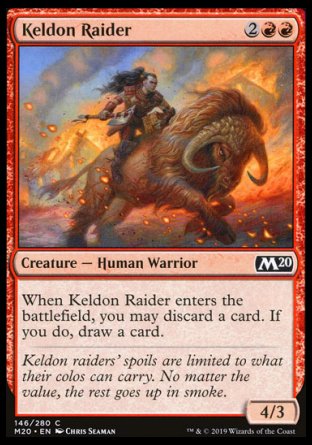 Keldon Raider 2
Creature — Human Warrior M20
When Keldon Raider enters the
battlefield, you may discard a card. If
you do, draw a card.
Keldon raiders' spoils are limited to what
their colos can carry. No matter the
value, the rest goes up in smoke.
4/3
146/280 C
M20 • EN Chris Seaman ™ & © 2019 Wizards of the Coast